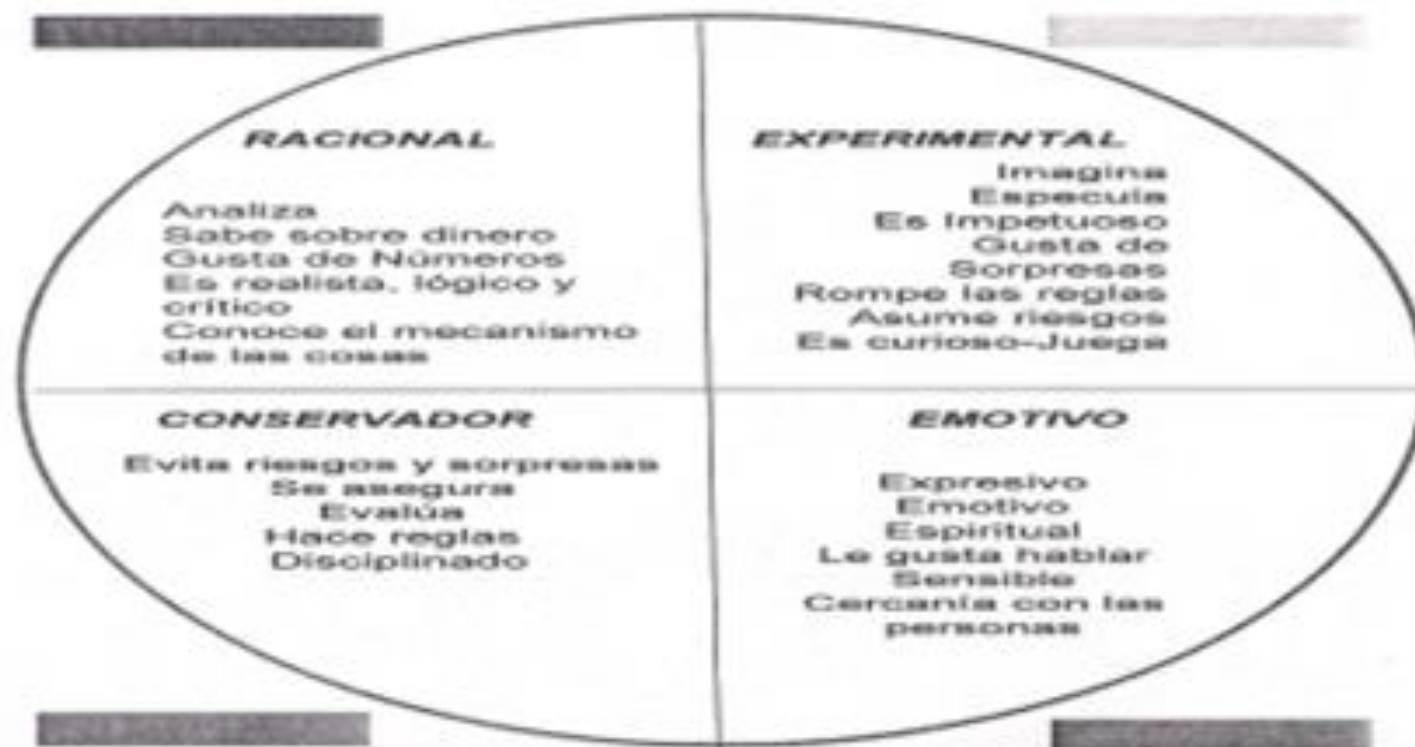 RACIONAL
Analiza
Sabe sobre dinero
Gusta de Números
Es realista, lógico y
crítico
Conoce el mecanismo
de las cosas
EXPERIMENTAL
Imagina
Especula
Es Impetuoso
Gusta de
Sorpresas
Rompe las reglas
Asume riesgos
Es curioso-Juega
CONSERVADOR
Evita riesgos y sorpresas
Se asegura
Evalúa
Hace reglas
Disciplinado
EMOTIVO
Expresivo
Emotivo
Espiritual
Le gusta hablar
Sensible
Cercanía con las
personas